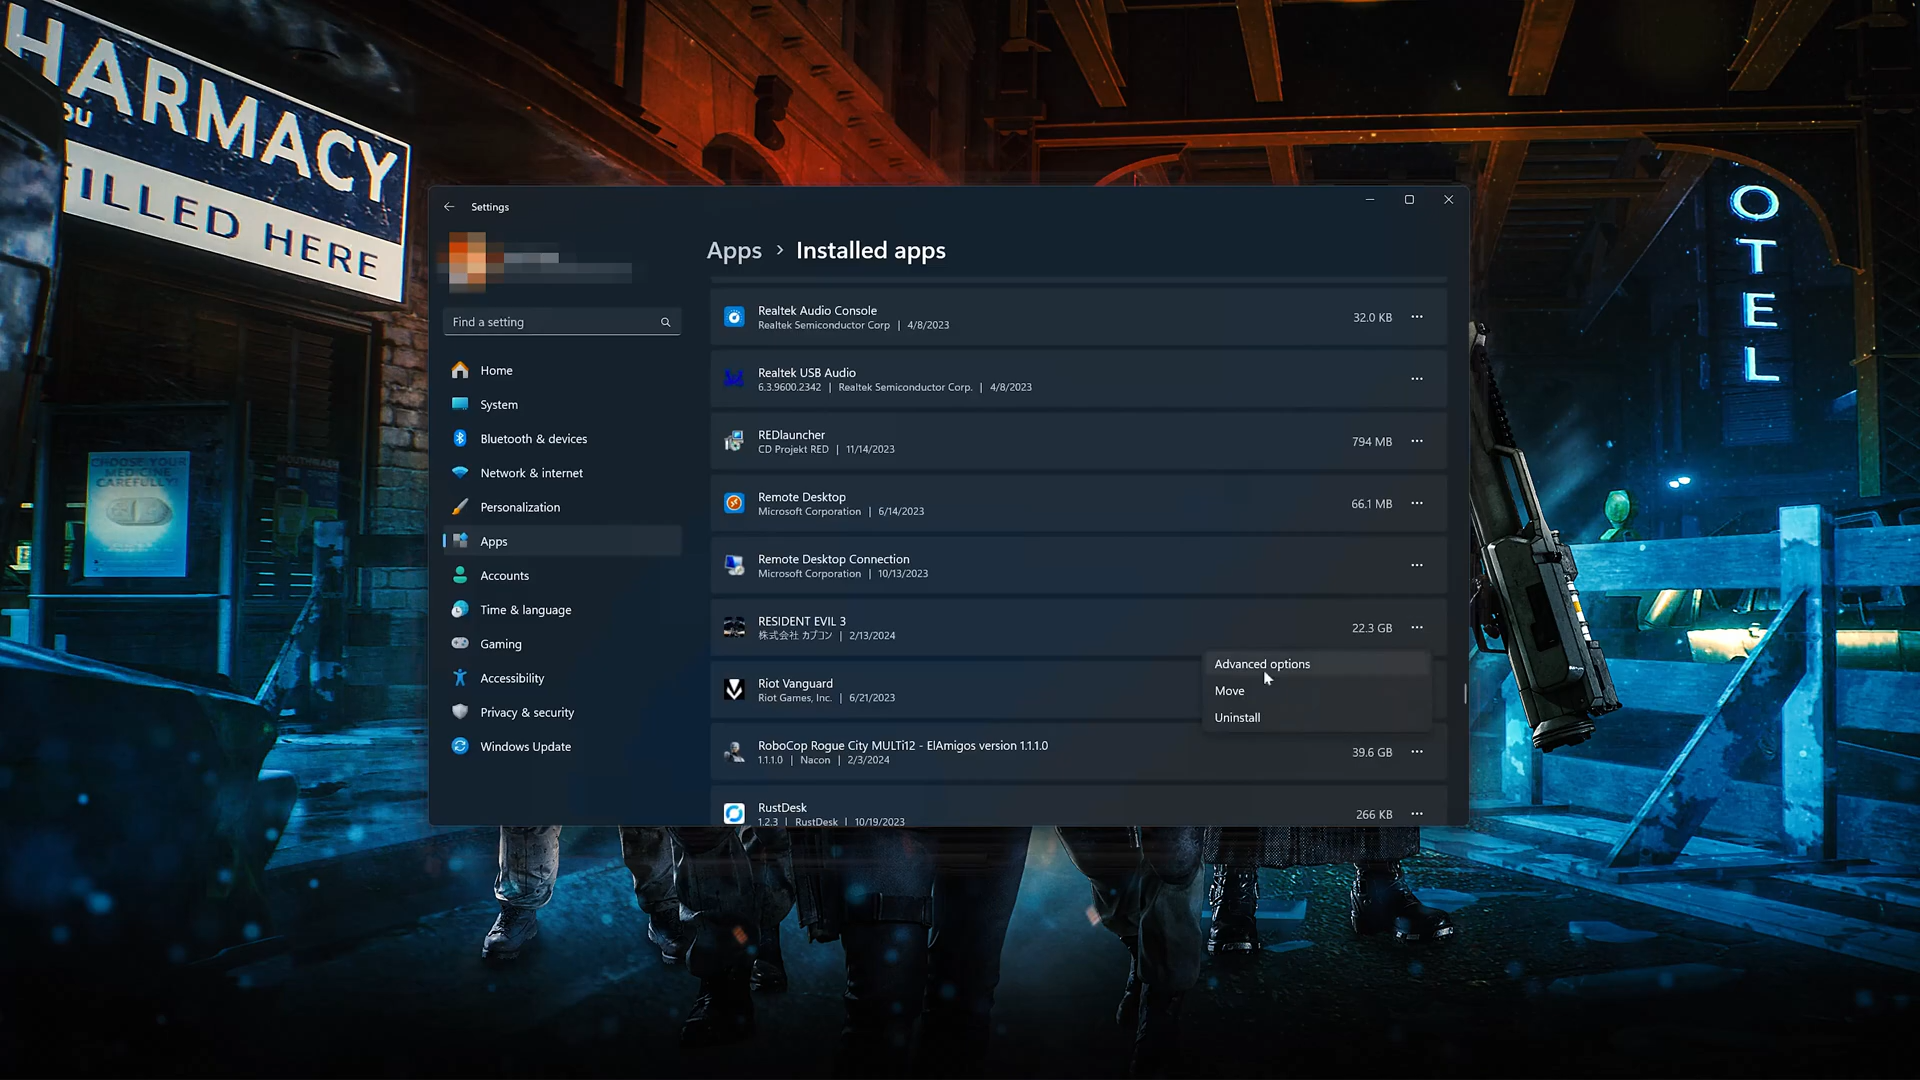 HARMACY
OU
FILLED HERE
CHOOSE YOUR
MEDICINE
CAREFULLY
MOUTHWASH
OTEL
Settings
Apps > Installed apps
Find a setting
Home
System
Bluetooth & devices
Network & internet
Personalization
Apps
Accounts
Time & language
Gaming
Accessibility
Privacy & security
Windows Update
Realtek Audio Console
Realtek Semiconductor Corp | 4/8/2023
32.0 KB
Realtek USB Audio
6.3.9600.2342 | Realtek Semiconductor Corp. | 4/8/2023
REDlauncher
CD Projekt RED | 11/14/2023
794 MB
Remote Desktop
Microsoft Corporation | 6/14/2023
66.1 MB
Remote Desktop Connection
Microsoft Corporation | 10/13/2023
RESIDENT EVIL 3
株式会社 カプコン | 2/13/2024
22.3 GB
Advanced options
Move
Uninstall
Riot Vanguard
Riot Games, Inc. | 6/21/2023
RoboCop Rogue City MULTi12 - ElAmigos version 1.1.1.0
1.1.1.0 | Nacon | 2/3/2024
39.6 GB
RustDesk
1.2.3 | RustDesk | 10/19/2023
266 KB